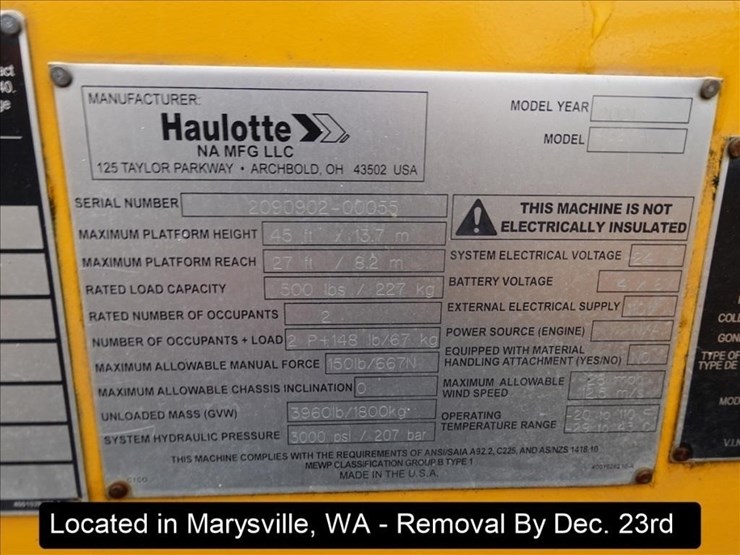 MANUFACTURER:
Haulotte
NA MFG LLC
125 TAYLOR PARKWAY • ARCHBOLD, OH 43502 USA
MODEL YEAR
MODEL
SERIAL NUMBER 2090902-00055
MAXIMUM PLATFORM HEIGHT 45 ft / 13.7 m
MAXIMUM PLATFORM REACH 27 ft / 8.2 m
RATED LOAD CAPACITY 500 lbs / 227 kg
RATED NUMBER OF OCCUPANTS 2
NUMBER OF OCCUPANTS + LOAD 2 P+148 lb/67 kg
MAXIMUM ALLOWABLE MANUAL FORCE 150lb/667N
MAXIMUM ALLOWABLE CHASSIS INCLINATION 0
UNLOADED MASS (GVW) 3960lb/1800kg
SYSTEM HYDRAULIC PRESSURE 3000 psi / 207 bar
THIS MACHINE IS NOT
ELECTRICALLY INSULATED
SYSTEM ELECTRICAL VOLTAGE
BATTERY VOLTAGE
EXTERNAL ELECTRICAL SUPPLY
POWER SOURCE (ENGINE)
EQUIPPED WITH MATERIAL
HANDLING ATTACHMENT (YES/NO) NO
MAXIMUM ALLOWABLE
WIND SPEED
OPERATING
TEMPERATURE RANGE
THIS MACHINE COMPLIES WITH THE REQUIREMENTS OF ANSI/SAIA A92.2, C225, AND AS/NZS 1418.10
MEWP CLASSIFICATION GROUP B TYPE 1
MADE IN THE U.S.A.
Located in Marysville, WA - Removal By Dec. 23rd